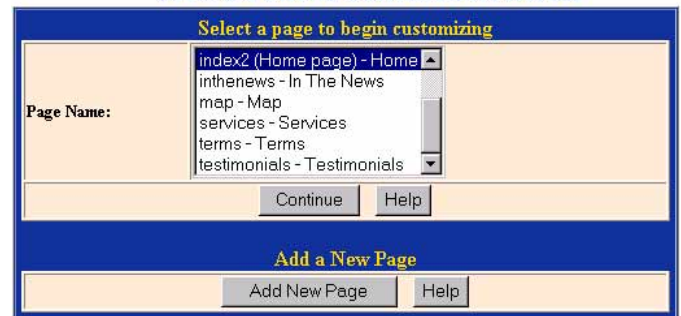 Select a page to begin customizing
Page Name:
index2 (Home page) - Home
inthenews - In The News
map - Map
services - Services
terms - Terms
testimonials - Testimonials
Continue Help
Add a New Page
Add New Page Help